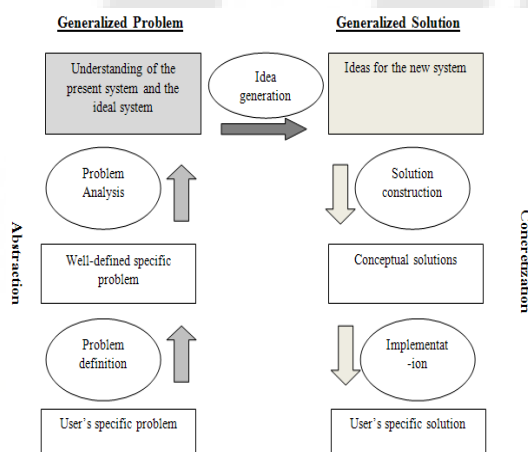 Generalized Problem
Generalized Solution
Understanding of the
present system and the
ideal system
Idea
generation
Ideas for the new system
Problem
Analysis
Solution
construction
Abstraction
Concretization
Well-defined specific
problem
Conceptual solutions
Problem
definition
Implementat
-ion
User's specific problem
User's specific solution